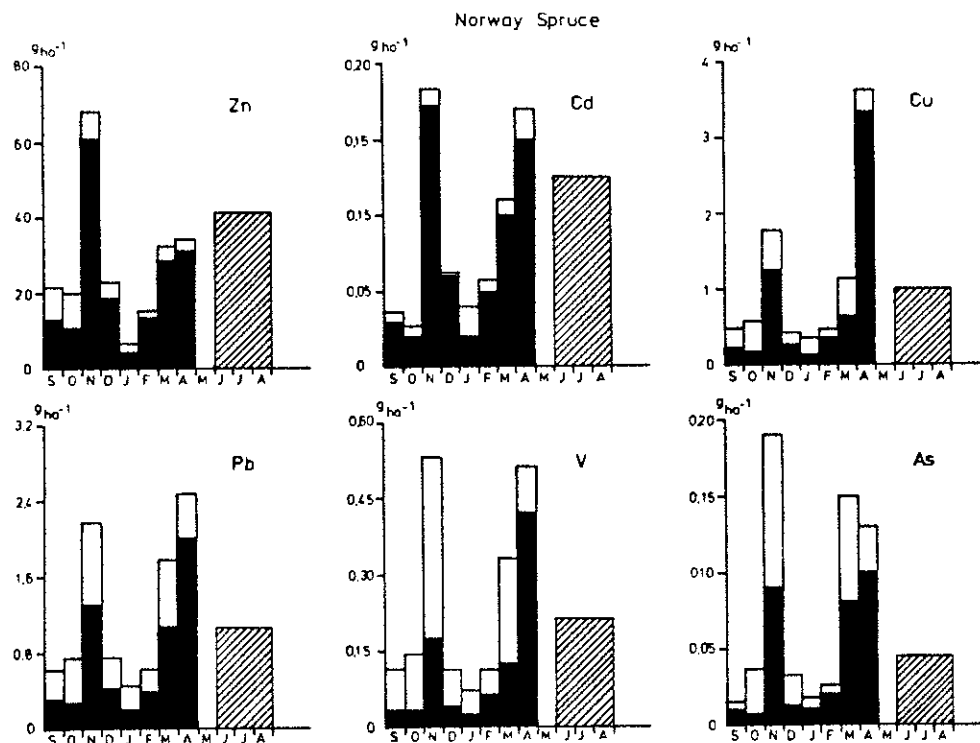 Norway Spruce
g ha⁻¹
80
60
40
20
0
Zn
S O N D J F M A M J J A
g ha⁻¹
0,20
0,15
0,15
0,05
0
Cd
S O N D J F M A M J J A
g ha⁻¹
4
2
1
0
Cu
S O N D J F M A M J J A
g ha⁻¹
3.2
2.4
1.6
0.8
0
Pb
S O N D J F M A M J J A
g ha⁻¹
0,60
0,45
0,30
0,15
0
V
S O N D J F M A M J J A
g ha⁻¹
0,20
0,15
0,10
0,05
0
As
S O N D J F M A M J J A